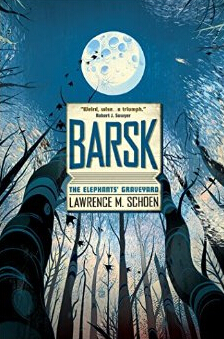 "Weird, wise. a triumph."
Robert J. Sawyer
BARSK
THE ELEPHANTS' GRAVEYARD
LAWRENCE M. SCHOEN